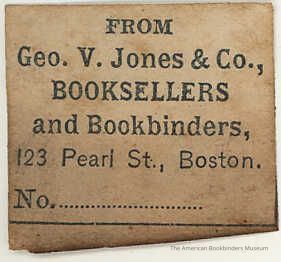 FROM
Geo. V. Jones & Co.,
BOOKSELLERS
and Bookbinders,
123 Pearl St., Boston.
No.........................
The American Bookbinders Museum